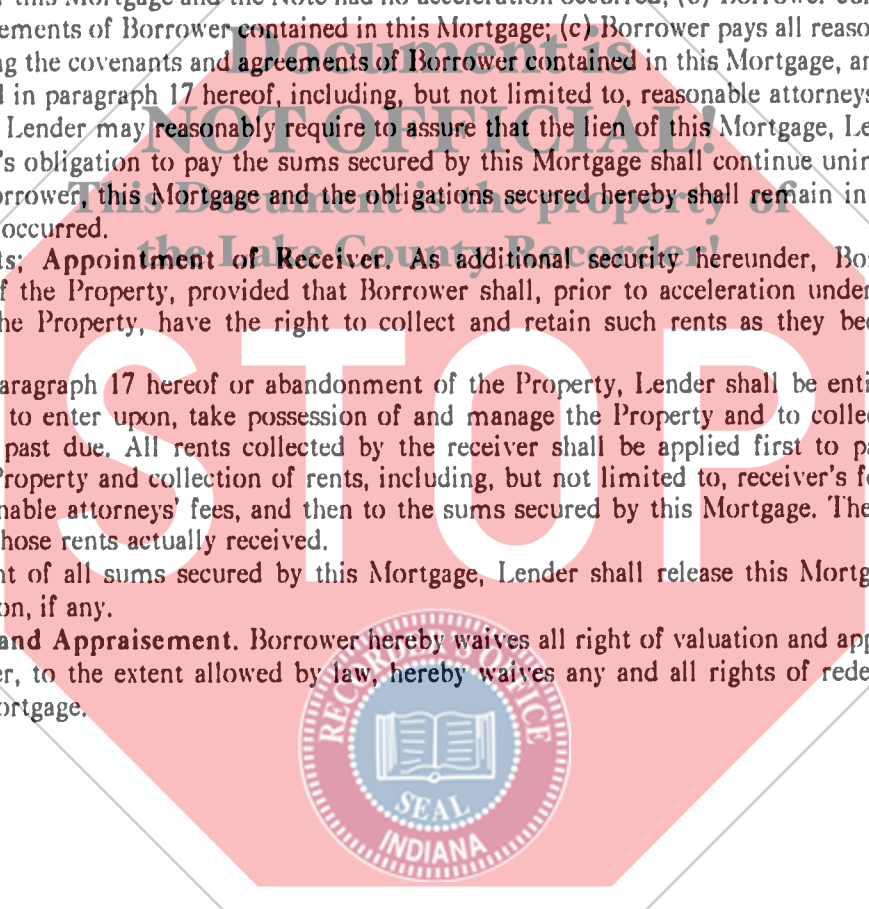 this Mortgage and the Note had no acceleration occurred; (b) Borrower
ements of Borrower contained in this Mortgage; (c) Borrower pays all reaso
ng the covenants and agreements of Borrower contained in this Mortgage, an
Document is
d in paragraph 17 hereof, including, but not limited to, reasonable attorneys
NOT OFFICIAL!
Lender may reasonably require to assure that the lien of this Mortgage, Le
's obligation to pay the sums secured by this Mortgage shall continue unim
This Document is the property of
orrower, this Mortgage and the obligations secured hereby shall remain in
occurred.
the Lake County Recorder!
ts; Appointment of Receiver. As additional security hereunder, Bo
f the Property, provided that Borrower shall, prior to acceleration under
he Property, have the right to collect and retain such rents as they be
STOP
aragraph 17 hereof or abandonment of the Property, Lender shall be enti
to enter upon, take possession of and manage the Property and to colle
past due. All rents collected by the receiver shall be applied first to pa
Property and collection of rents, including, but not limited to, receiver's f
nable attorneys' fees, and then to the sums secured by this Mortgage. The
hose rents actually received.
nt of all sums secured by this Mortgage, Lender shall release this Mortg
on, if any.
and Appraisement. Borrower hereby waives all right of valuation and app
er, to the extent allowed by law, hereby waives any and all rights of rede
ortgage.
RECORDER'S OFFICE
SEAL
INDIANA